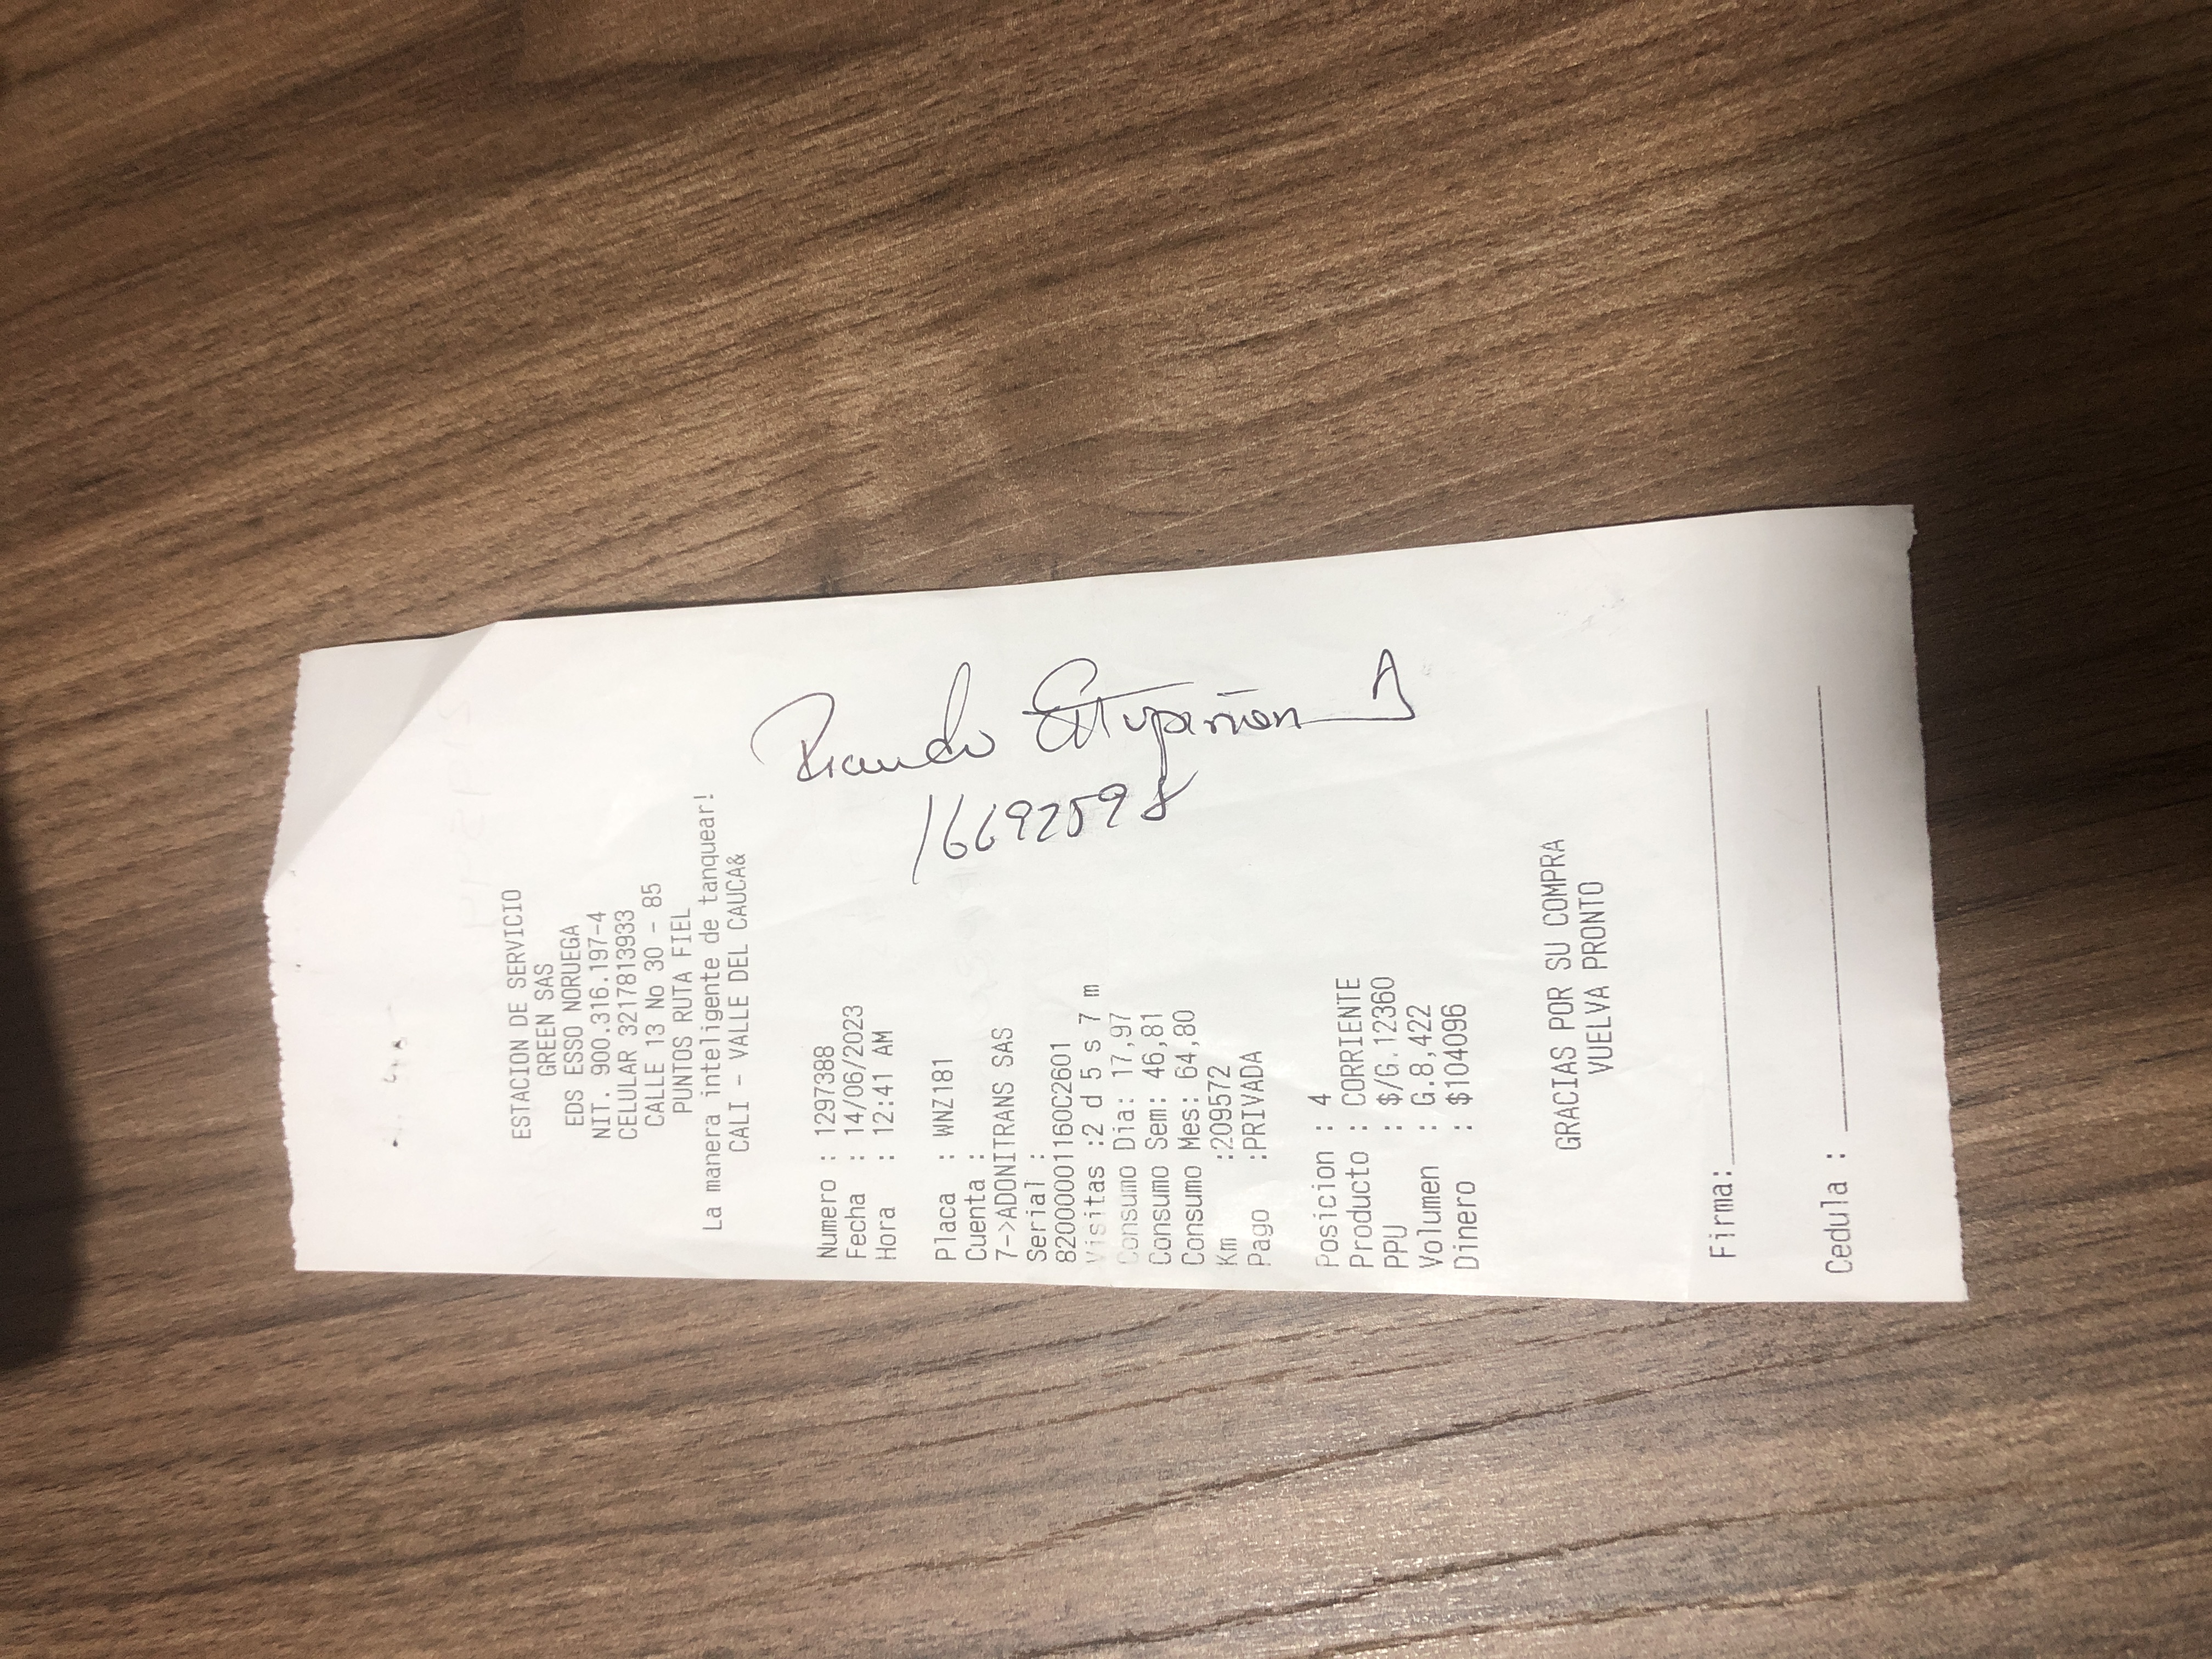 ESTACION DE SERVICIO
GREEN SAS
EDS ESSO NORUEGA
NIT. 900.316.197-4
CELULAR 3217813933
CALLE 13 No 30 - 85
PUNTOS RUTA FIEL
La manera inteligente de tanquear!
CALI - VALLE DEL CAUCA&
Numero : 1297388
Fecha : 14/06/2023
Hora : 12:41 AM
Placa : WNZ181
Cuenta :
7->ADONITRANS SAS
Serial :
820000001160C2601
Visitas :2 d 5 s 7 m
Consumo Dia: 17,97
Consumo Sem: 46,81
Consumo Mes: 64,80
Km :209572
Pago :PRIVADA
Ricardo Estupiñan A
16692598
Posicion : 4
Producto : CORRIENTE
PPU : $/G.12360
Volumen : G.8,422
Dinero : $104096
GRACIAS POR SU COMPRA
VUELVA PRONTO
Firma:
Cedula :